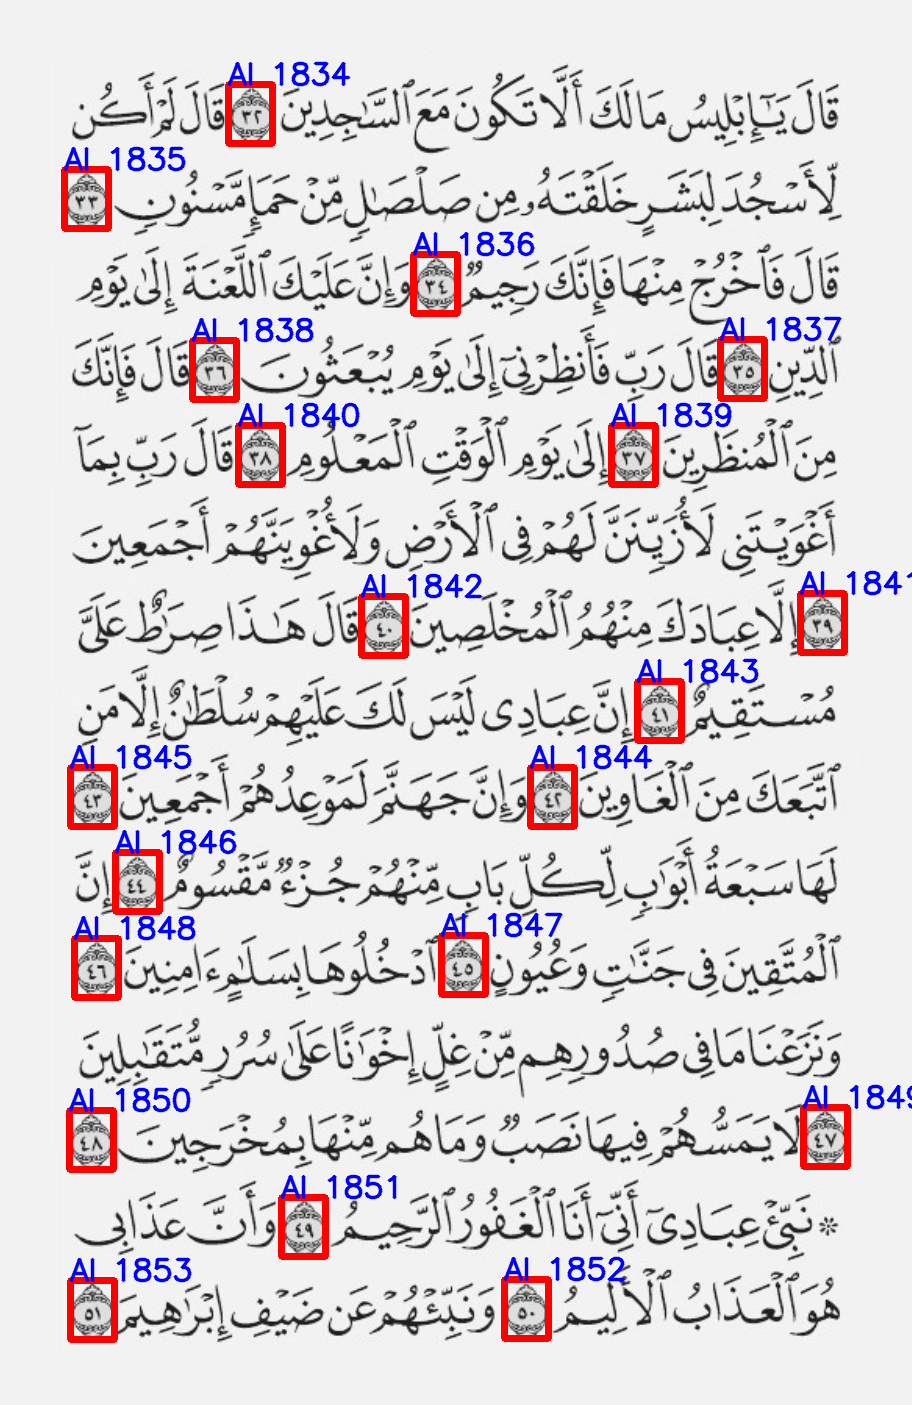 AI 1834
قَالَ يَـٰٓإِبۡلِيسُ مَا لَكَ أَلَّا تَكُونَ مَعَ ٱلسَّـٰجِدِينَ ٣٢ قَالَ لَمۡ أَكُن
AI 1835
لِّأَسۡجُدَ لِبَشَرٍ خَلَقۡتَهُۥ مِن صَلۡصَـٰلٍ مِّنۡ حَمَإٍ مَّسۡنُونٍ ٣٣
AI 1836
قَالَ فَٱخۡرُجۡ مِنۡهَا فَإِنَّكَ رَجِيمٌ ٣٤ وَإِنَّ عَلَيۡكَ ٱللَّعۡنَةَ إِلَىٰ يَوۡمِ
AI 1837 AI 1838
ٱلدِّينِ ٣٥ قَالَ رَبِّ فَأَنظِرۡنِيٓ إِلَىٰ يَوۡمِ يُبۡعَثُونَ ٣٦ قَالَ فَإِنَّكَ
AI 1839 AI 1840
مِنَ ٱلۡمُنظَرِينَ ٣٧ إِلَىٰ يَوۡمِ ٱلۡوَقۡتِ ٱلۡمَعۡلُومِ ٣٨ قَالَ رَبِّ بِمَآ
أَغۡوَيۡتَنِي لَأُزَيِّنَنَّ لَهُمۡ فِي ٱلۡأَرۡضِ وَلَأُغۡوِيَنَّهُمۡ أَجۡمَعِينَ
AI 1841 AI 1842
٣٩ إِلَّا عِبَادَكَ مِنۡهُمُ ٱلۡمُخۡلَصِينَ ٤٠ قَالَ هَـٰذَا صِرَٰطٌ عَلَيَّ
AI 1843
مُسۡتَقِيمٌ ٤١ إِنَّ عِبَادِي لَيۡسَ لَكَ عَلَيۡهِمۡ سُلۡطَـٰنٌ إِلَّا مَنِ
AI 1844 AI 1845
ٱتَّبَعَكَ مِنَ ٱلۡغَاوِينَ ٤٢ وَإِنَّ جَهَنَّمَ لَمَوۡعِدُهُمۡ أَجۡمَعِينَ ٤٣
AI 1846
لَهَا سَبۡعَةُ أَبۡوَٰبٍ لِّكُلِّ بَابٍ مِّنۡهُمۡ جُزۡءٌ مَّقۡسُومٌ ٤٤ إِنَّ
AI 1847 AI 1848
ٱلۡمُتَّقِينَ فِي جَنَّـٰتٍ وَعُيُونٍ ٤٥ ٱدۡخُلُوهَا بِسَلَـٰمٍ ءَامِنِينَ ٤٦
وَنَزَعۡنَا مَا فِي صُدُورِهِم مِّنۡ غِلٍّ إِخۡوَٰنًا عَلَىٰ سُرُرٍ مُّتَقَـٰبِلِينَ
AI 1849 AI 1850
٤٧ لَا يَمَسُّهُمۡ فِيهَا نَصَبٌ وَمَا هُم مِّنۡهَا بِمُخۡرَجِينَ ٤٨
AI 1851
۞ نَبِّئۡ عِبَادِيٓ أَنِّيٓ أَنَا ٱلۡغَفُورُ ٱلرَّحِيمُ ٤٩ وَأَنَّ عَذَابِي
AI 1852 AI 1853
هُوَ ٱلۡعَذَابُ ٱلۡأَلِيمُ ٥٠ وَنَبِّئۡهُمۡ عَن ضَيۡفِ إِبۡرَٰهِيمَ ٥١